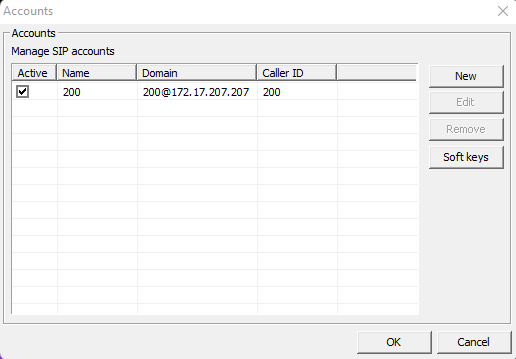 Accounts
Accounts
Manage SIP accounts
Active Name Domain Caller ID
200 200@172.17.207.207 200
New
Edit
Remove
Soft keys
OK Cancel